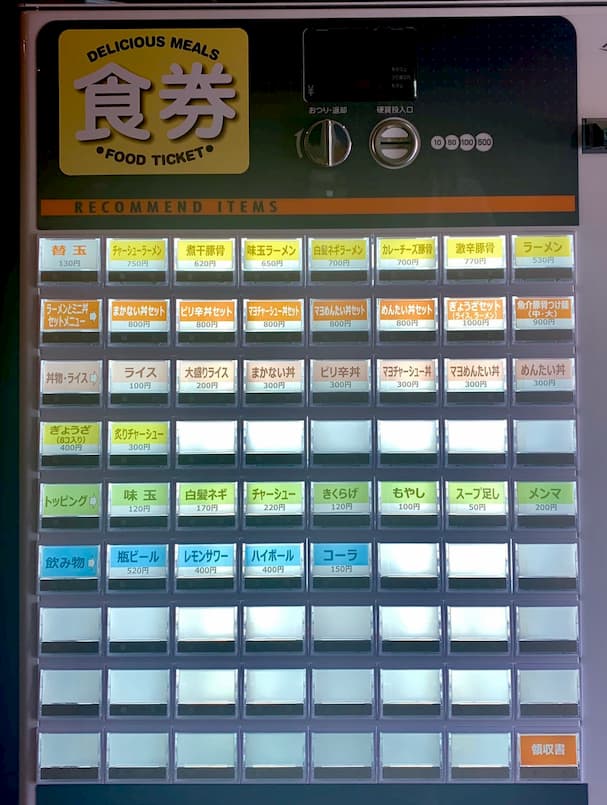 DELICIOUS MEALS
食券
•FOOD TICKET•
おつり・返却
硬貨投入口
10 50 100 500
RECOMMEND ITEMS
替玉
130円
チャーシューラーメン
750円
煮干豚骨
620円
味玉ラーメン
650円
白髪ネギラーメン
700円
カレーチーズ豚骨
700円
激辛豚骨
770円
ラーメン
530円
ラーメンとミニ丼
セットメニュー
まかない丼セット
800円
ピリ辛丼セット
800円
マヨチャーシュー丼セット
800円
マヨめんたい丼セット
800円
めんたい丼セット
800円
ぎょうざセット
(ライス、ラーメン)
1000円
魚介豚骨つけ麺
(中・大)
900円
丼物・ライス
ライス
100円
大盛りライス
200円
まかない丼
300円
ピリ辛丼
300円
マヨチャーシュー丼
300円
マヨめんたい丼
300円
めんたい丼
300円
ぎょうざ
(6コ入り)
400円
炙りチャーシュー
300円
トッピング
味玉
120円
白髪ネギ
170円
チャーシュー
220円
きくらげ
120円
もやし
100円
スープ足し
50円
メンマ
200円
飲み物
瓶ビール
520円
レモンサワー
400円
ハイボール
400円
コーラ
150円
領収書